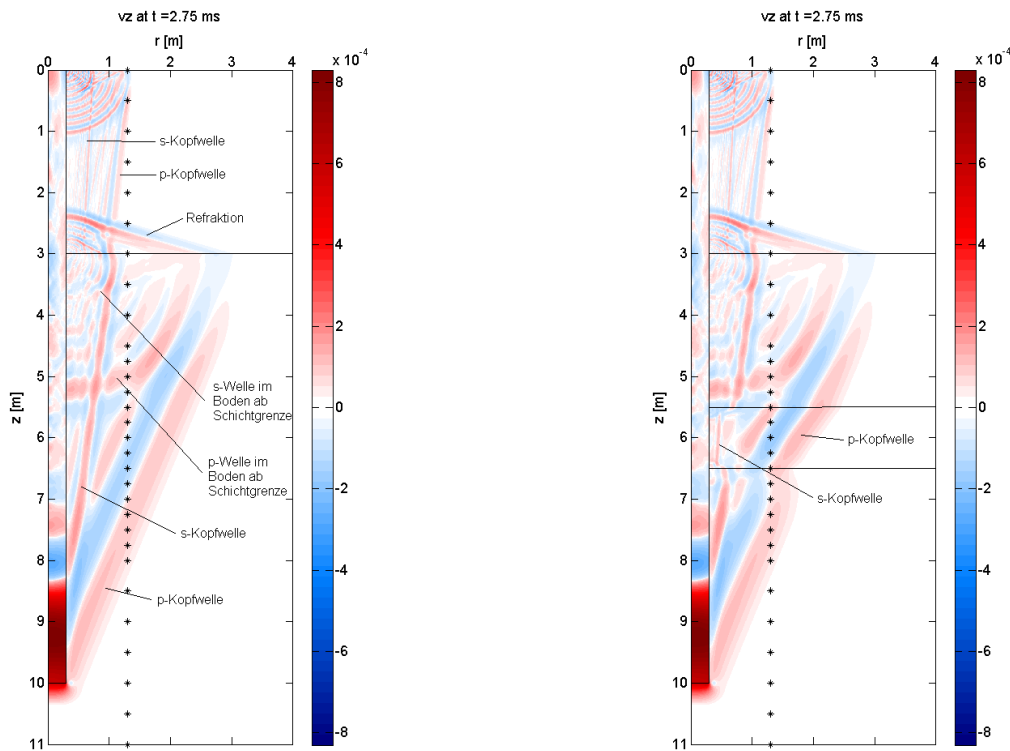 vz at t =2.75 ms
r [m]
x 10⁻⁴
0
1
2
3
4
0
1
2
3
4
5
6
7
8
9
10
11
z [m]
s-Kopfwelle
p-Kopfwelle
Refraktion
s-Welle im
Boden ab
Schichtgrenze
p-Welle im
Boden ab
Schichtgrenze
s-Kopfwelle
p-Kopfwelle
8
6
4
2
0
-2
-4
-6
-8
vz at t =2.75 ms
r [m]
x 10⁻⁴
0
1
2
3
4
0
1
2
3
4
5
6
7
8
9
10
11
z [m]
p-Kopfwelle
s-Kopfwelle
8
6
4
2
0
-2
-4
-6
-8